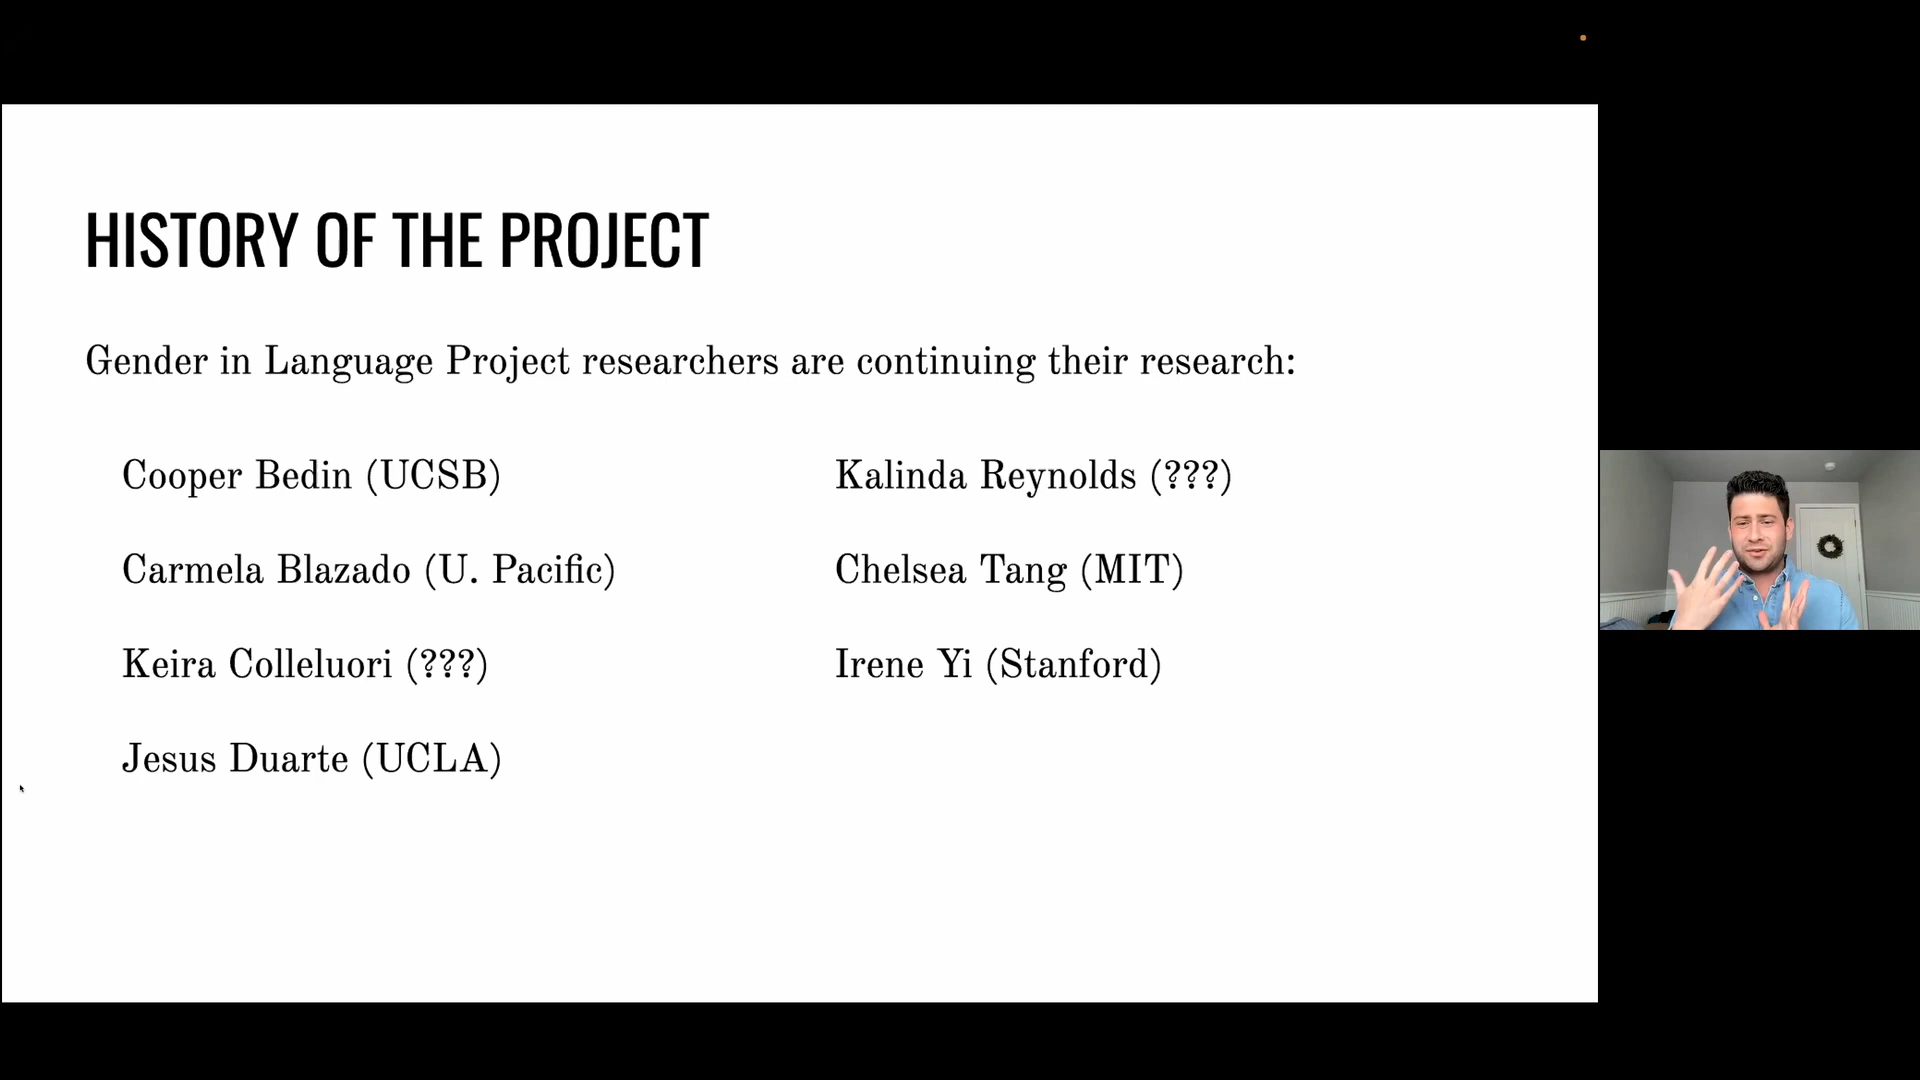 HISTORY OF THE PROJECT
Gender in Language Project researchers are continuing their research:
Cooper Bedin (UCSB)
Carmela Blazado (U. Pacific)
Keira Colleluori (???)
Jesus Duarte (UCLA)
Kalinda Reynolds (???)
Chelsea Tang (MIT)
Irene Yi (Stanford)